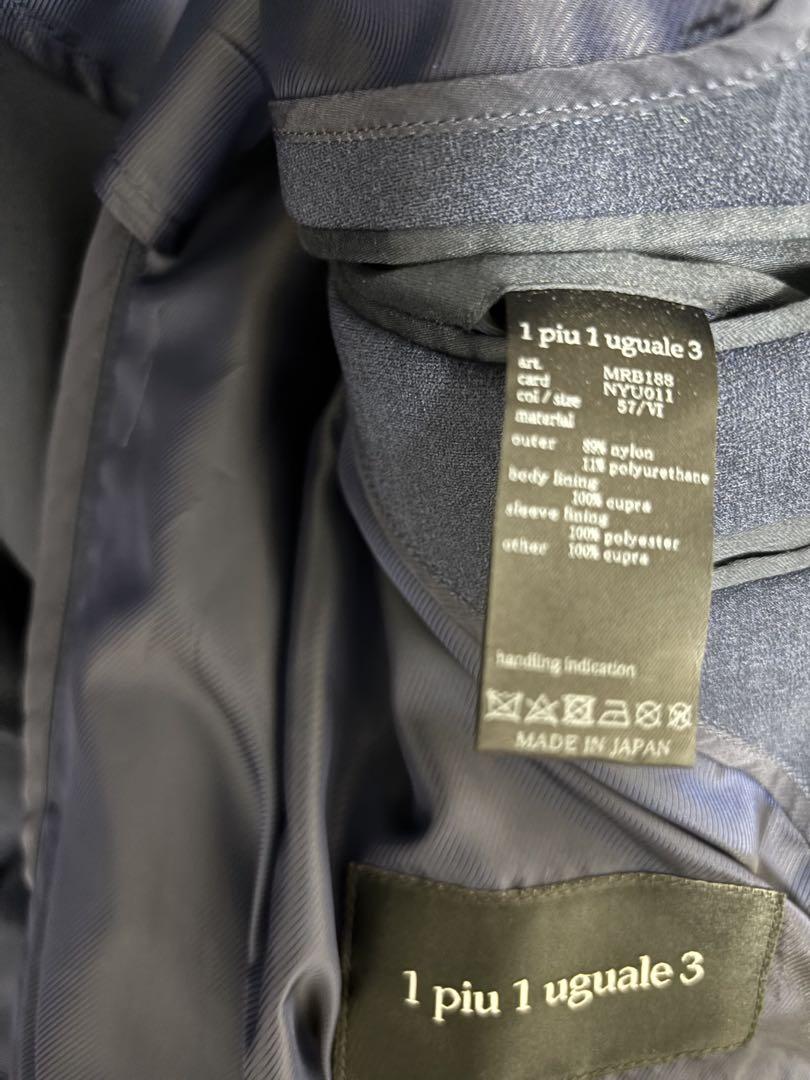 1 piu 1 uguale 3
art. MRB188
card NYU011
col / size 57/VI
material
outer 89% nylon
11% polyurethane
body lining
100% cupra
sleeve lining
100% polyester
other 100% cupra
handling indication
MADE IN JAPAN
1 piu 1 uguale 3